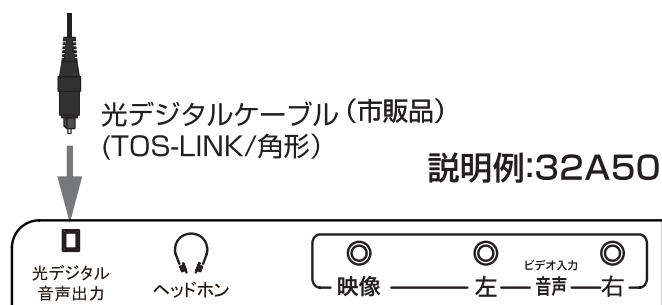 光デジタルケーブル(市販品)
(TOS-LINK/角形)
説明例:32A50
光デジタル
音声出力
ヘッドホン
映像
左
ビデオ入力
音声
右